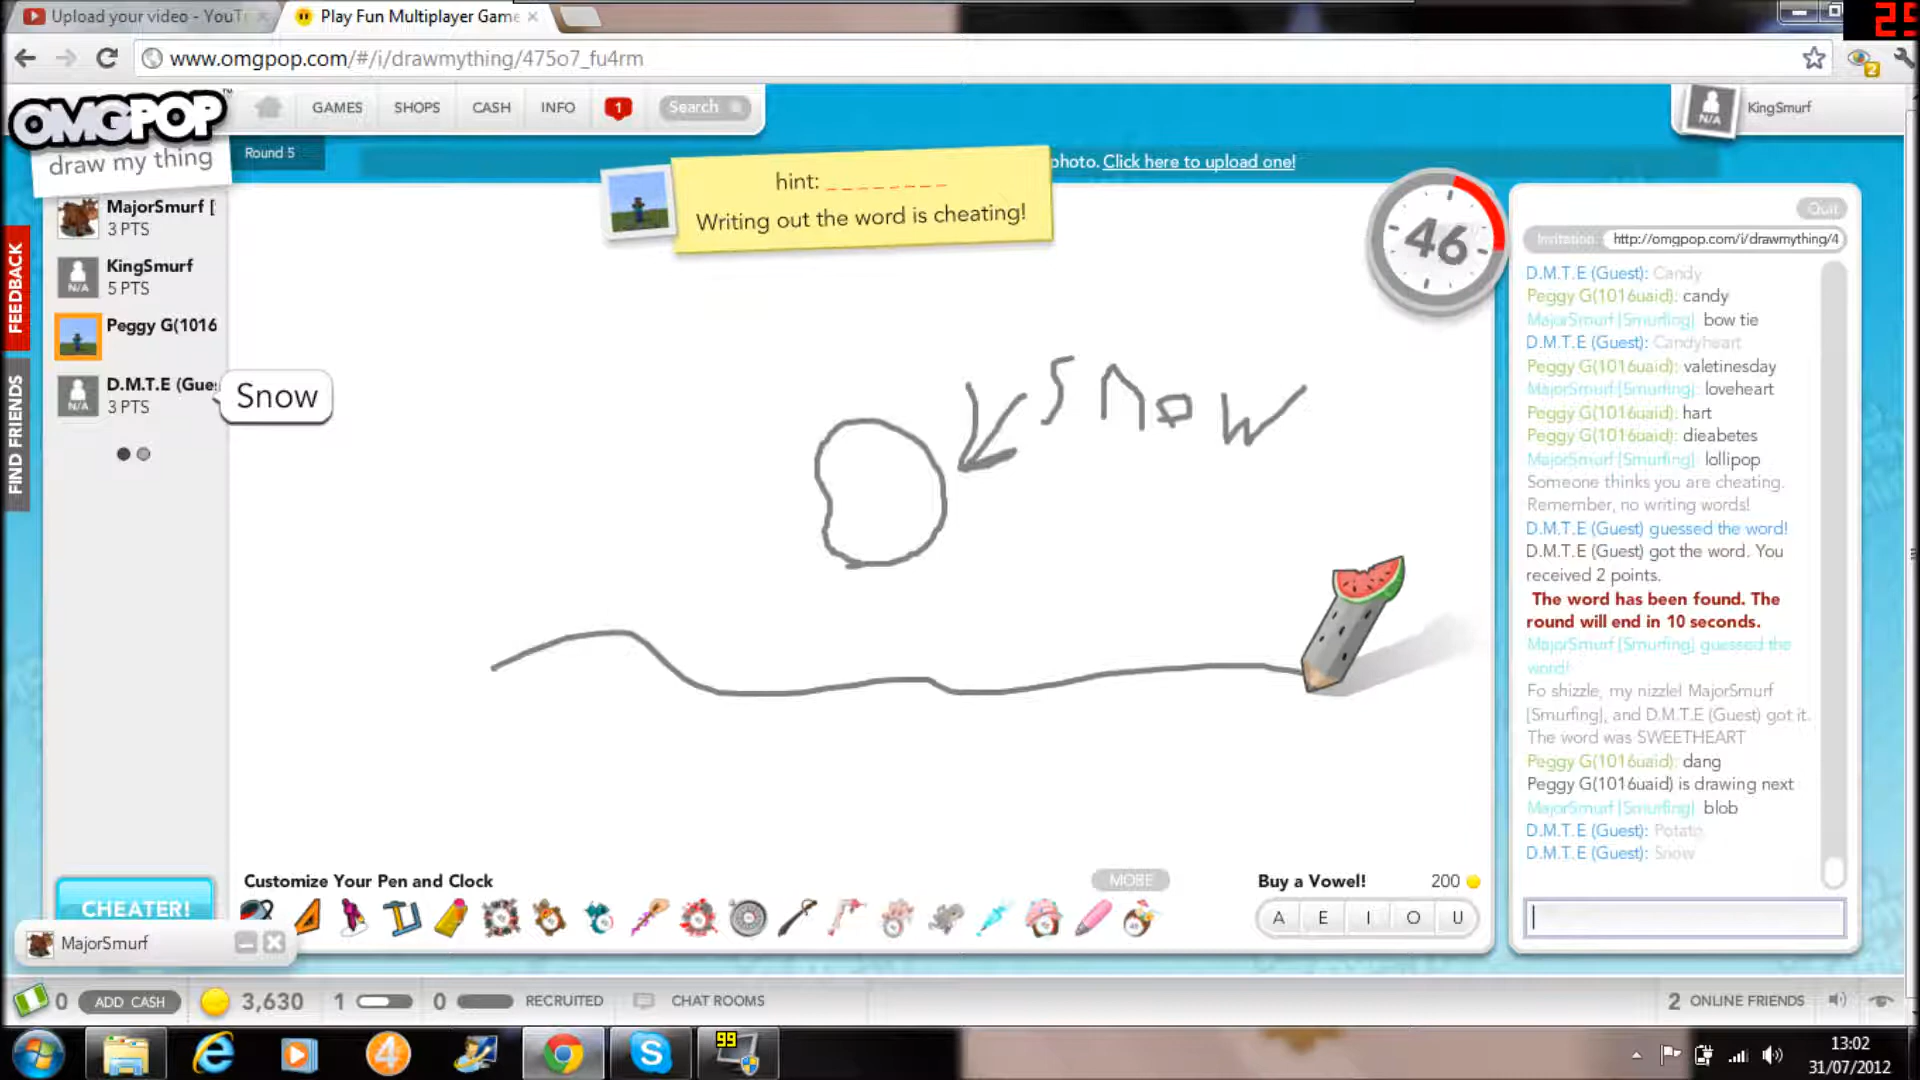 Upload your video - YouTu
Play Fun Multiplayer Game
25
www.omgpop.com/#/i/drawmything/475o7_fu4rm
2
OMGPOP™
GAMES
SHOPS
CASH
INFO
1
Search
N/A
KingSmurf
draw my thing
Round 5
photo. Click here to upload one!
hint: _ _ _ _ _ _ _ _
Writing out the word is cheating!
46
Quit
Invitation: http://omgpop.com/i/drawmything/4
FEEDBACK
FIND FRIENDS
MajorSmurf [
3 PTS
N/A
KingSmurf
5 PTS
Peggy G(1016
N/A
D.M.T.E (Gues
3 PTS
Snow
SNOW
D.M.T.E (Guest): Candy
Peggy G(1016uaid): candy
MajorSmurf [Smurfing]: bow tie
D.M.T.E (Guest): Candyheart
Peggy G(1016uaid): valetinesday
MajorSmurf [Smurfing]: loveheart
Peggy G(1016uaid): hart
Peggy G(1016uaid): dieabetes
MajorSmurf [Smurfing]: lollipop
Someone thinks you are cheating.
Remember, no writing words!
D.M.T.E (Guest) guessed the word!
D.M.T.E (Guest) got the word. You
received 2 points.
The word has been found. The
round will end in 10 seconds.
MajorSmurf [Smurfing] guessed the
word!
Fo shizzle, my nizzle! MajorSmurf
[Smurfing], and D.M.T.E (Guest) got it.
The word was SWEETHEART
Peggy G(1016uaid): dang
Peggy G(1016uaid) is drawing next
MajorSmurf [Smurfing]: blob
D.M.T.E (Guest): Potato
D.M.T.E (Guest): Snow
CHEATER!
Customize Your Pen and Clock
MORE
Buy a Vowel!
200
A E I O U
MajorSmurf
0
ADD CASH
3,630
1
0
RECRUITED
CHAT ROOMS
2 ONLINE FRIENDS
4
99
13:02
31/07/2012